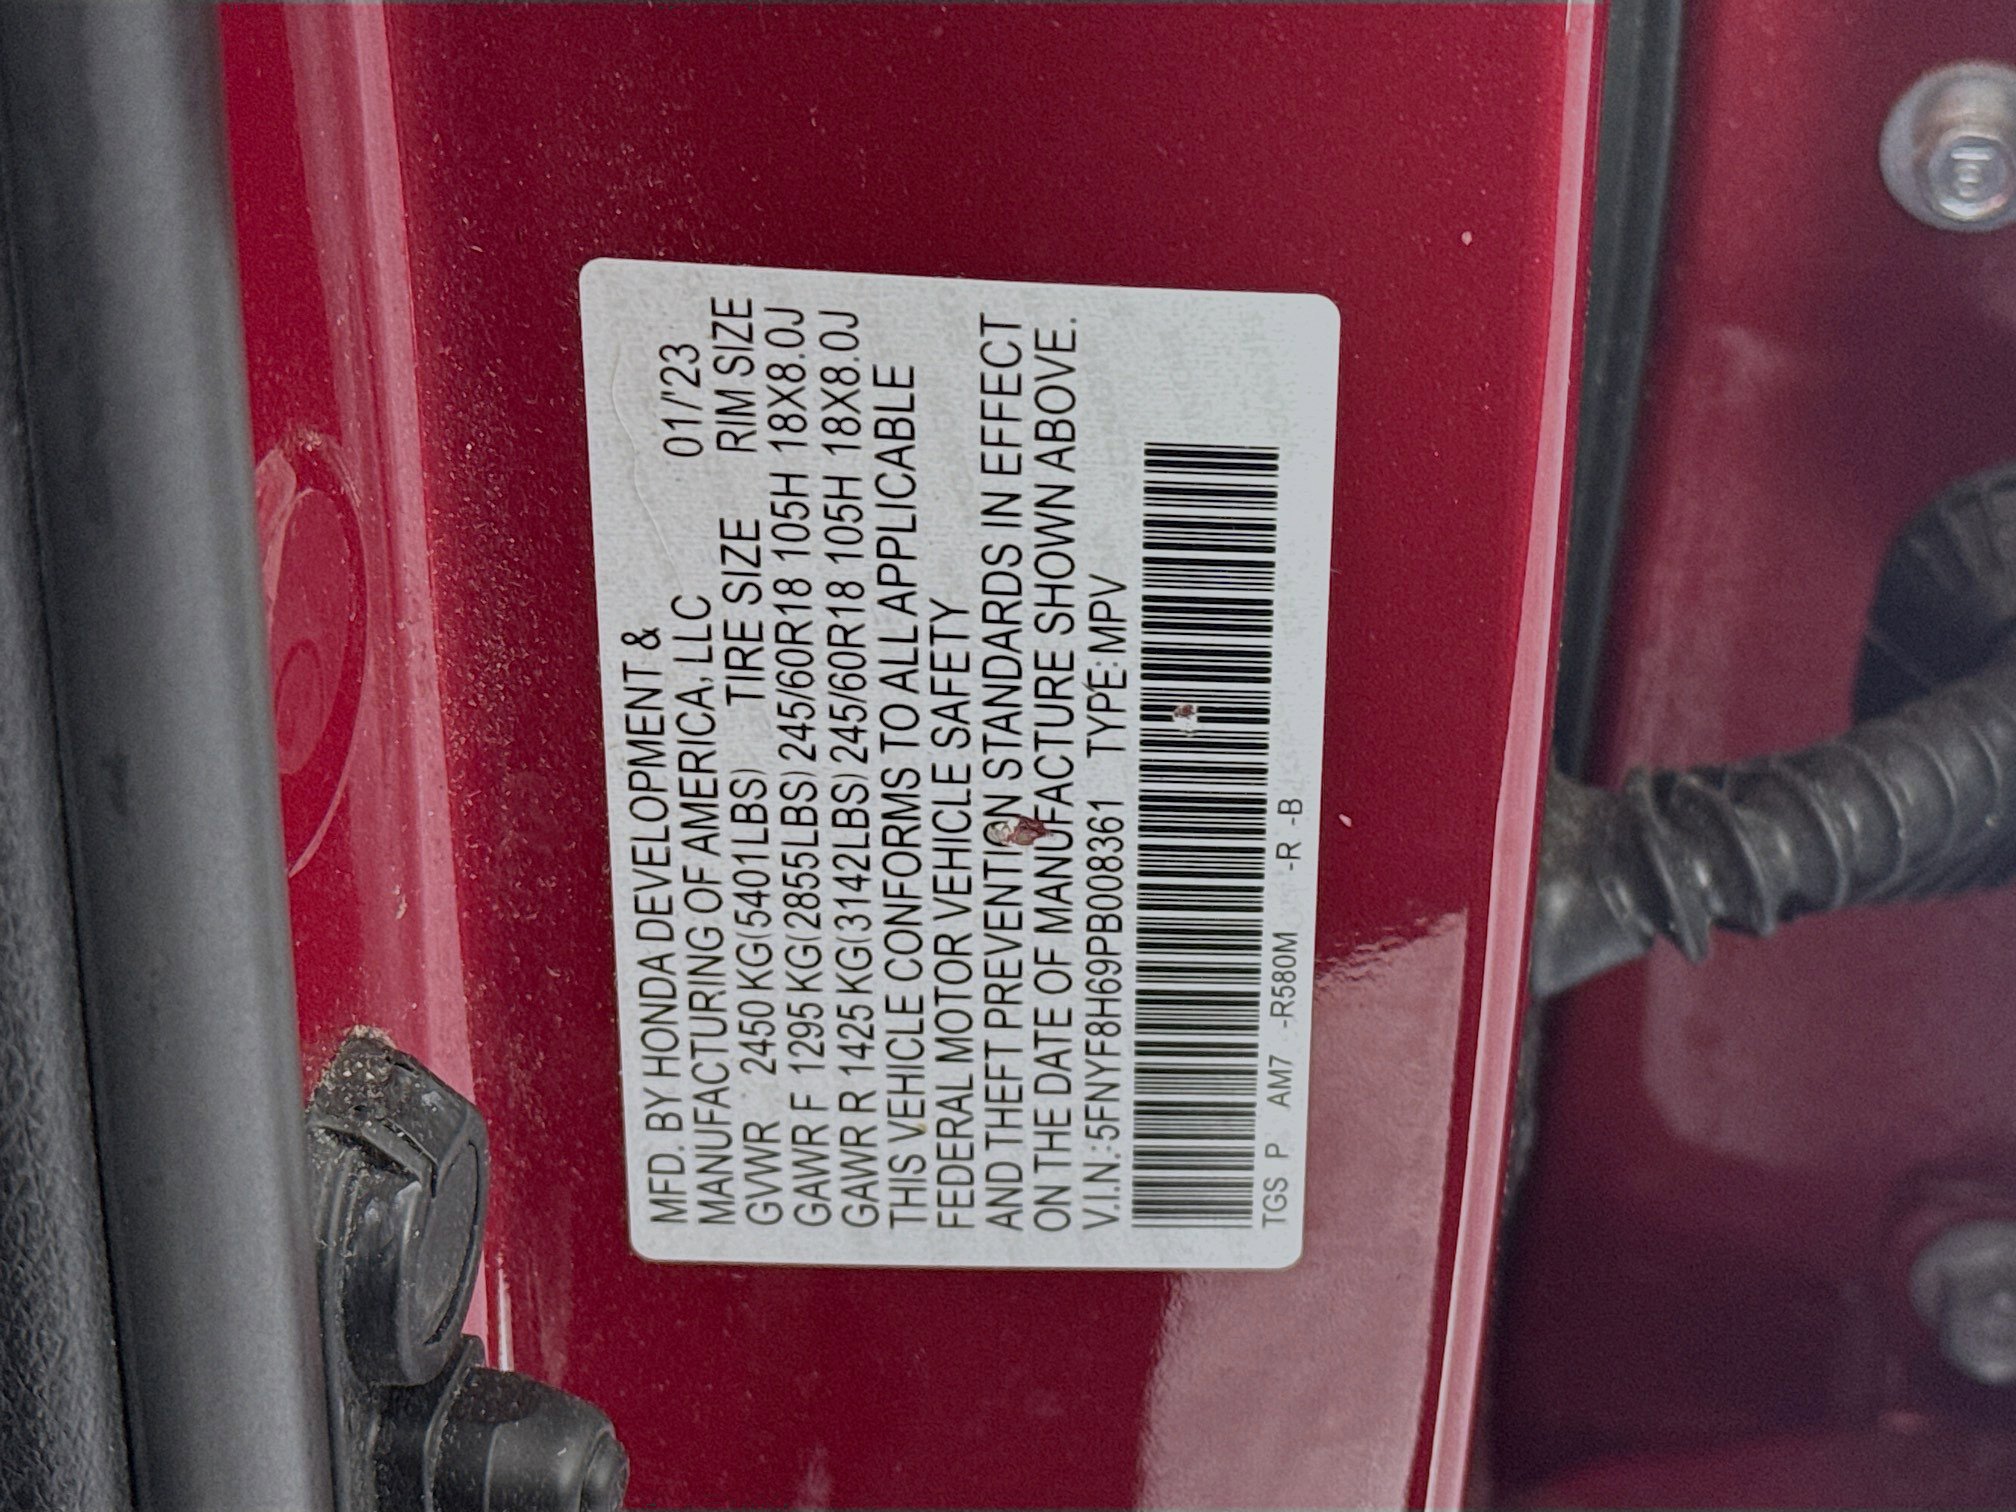 MFD. BY HONDA DEVELOPMENT &
MANUFACTURING OF AMERICA, LLC 01/'23
GVWR 2450 KG(5401LBS) TIRE SIZE RIM SIZE
GAWR F 1295 KG(2855LBS) 245/60R18 105H 18X8.0J
GAWR R 1425 KG(3142LBS) 245/60R18 105H 18X8.0J
THIS VEHICLE CONFORMS TO ALL APPLICABLE
FEDERAL MOTOR VEHICLE SAFETY
AND THEFT PREVENTION STANDARDS IN EFFECT
ON THE DATE OF MANUFACTURE SHOWN ABOVE.
V.I.N.:5FNYF8H69PB008361 TYPE:MPV
TGS P AM7 -R580M -R -B